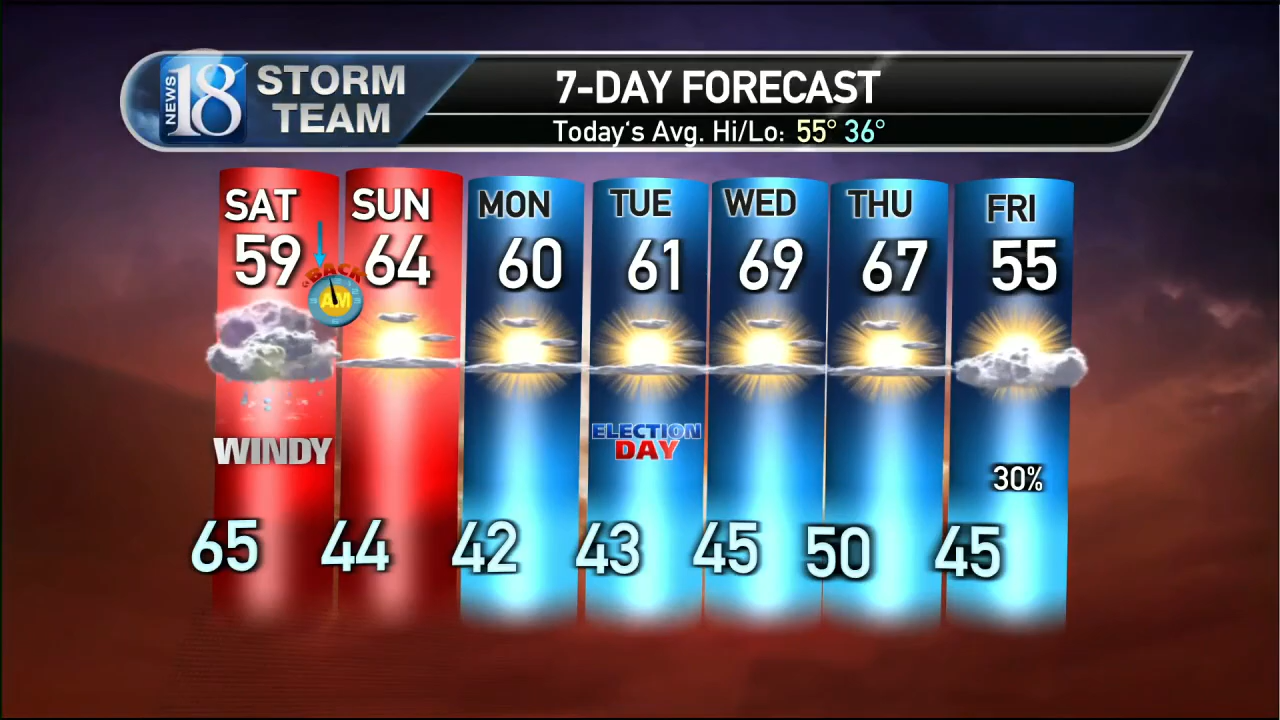 NEWS 18 STORM TEAM
7-DAY FORECAST
Today's Avg. Hi/Lo: 55° 36°
SAT SUN MON TUE WED THU FRI
59 64 60 61 69 67 55
"BACK
AM
ELECTION
DAY
WINDY
30%
65 44 42 43 45 50 45